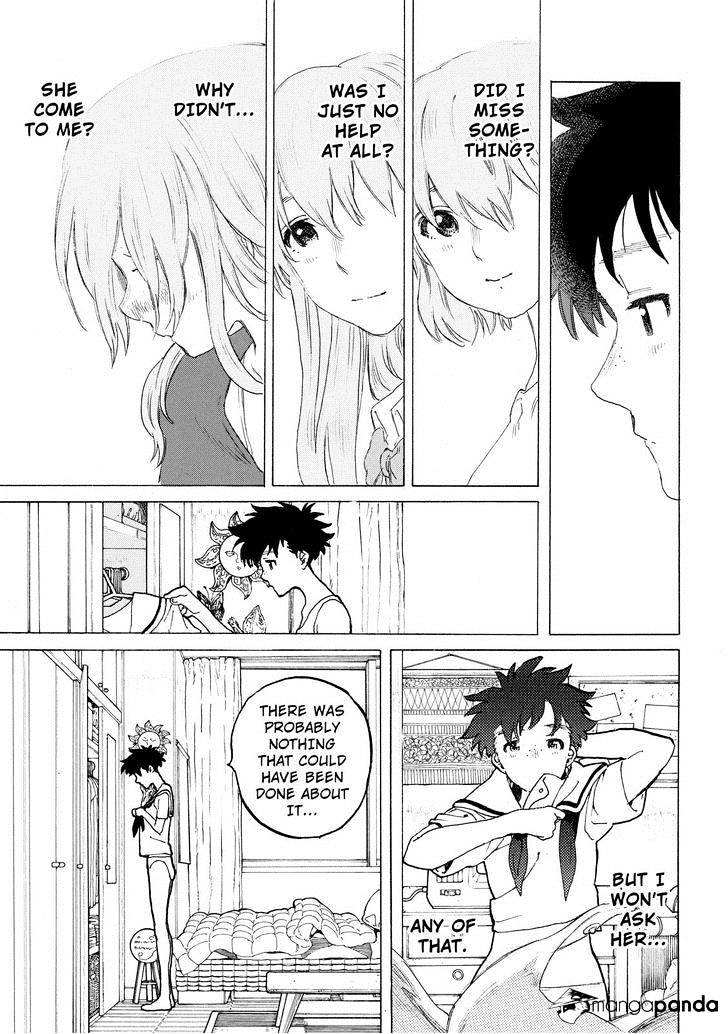 DID I
MISS
SOME-
THING?
WAS I
JUST NO
HELP
AT ALL?
WHY
DIDN'T...
SHE
COME
TO ME?
BUT I
WON'T
ASK
HER...
ANY OF
THAT.
THERE WAS
PROBABLY
NOTHING
THAT COULD
HAVE BEEN
DONE ABOUT
IT...
mangapanda